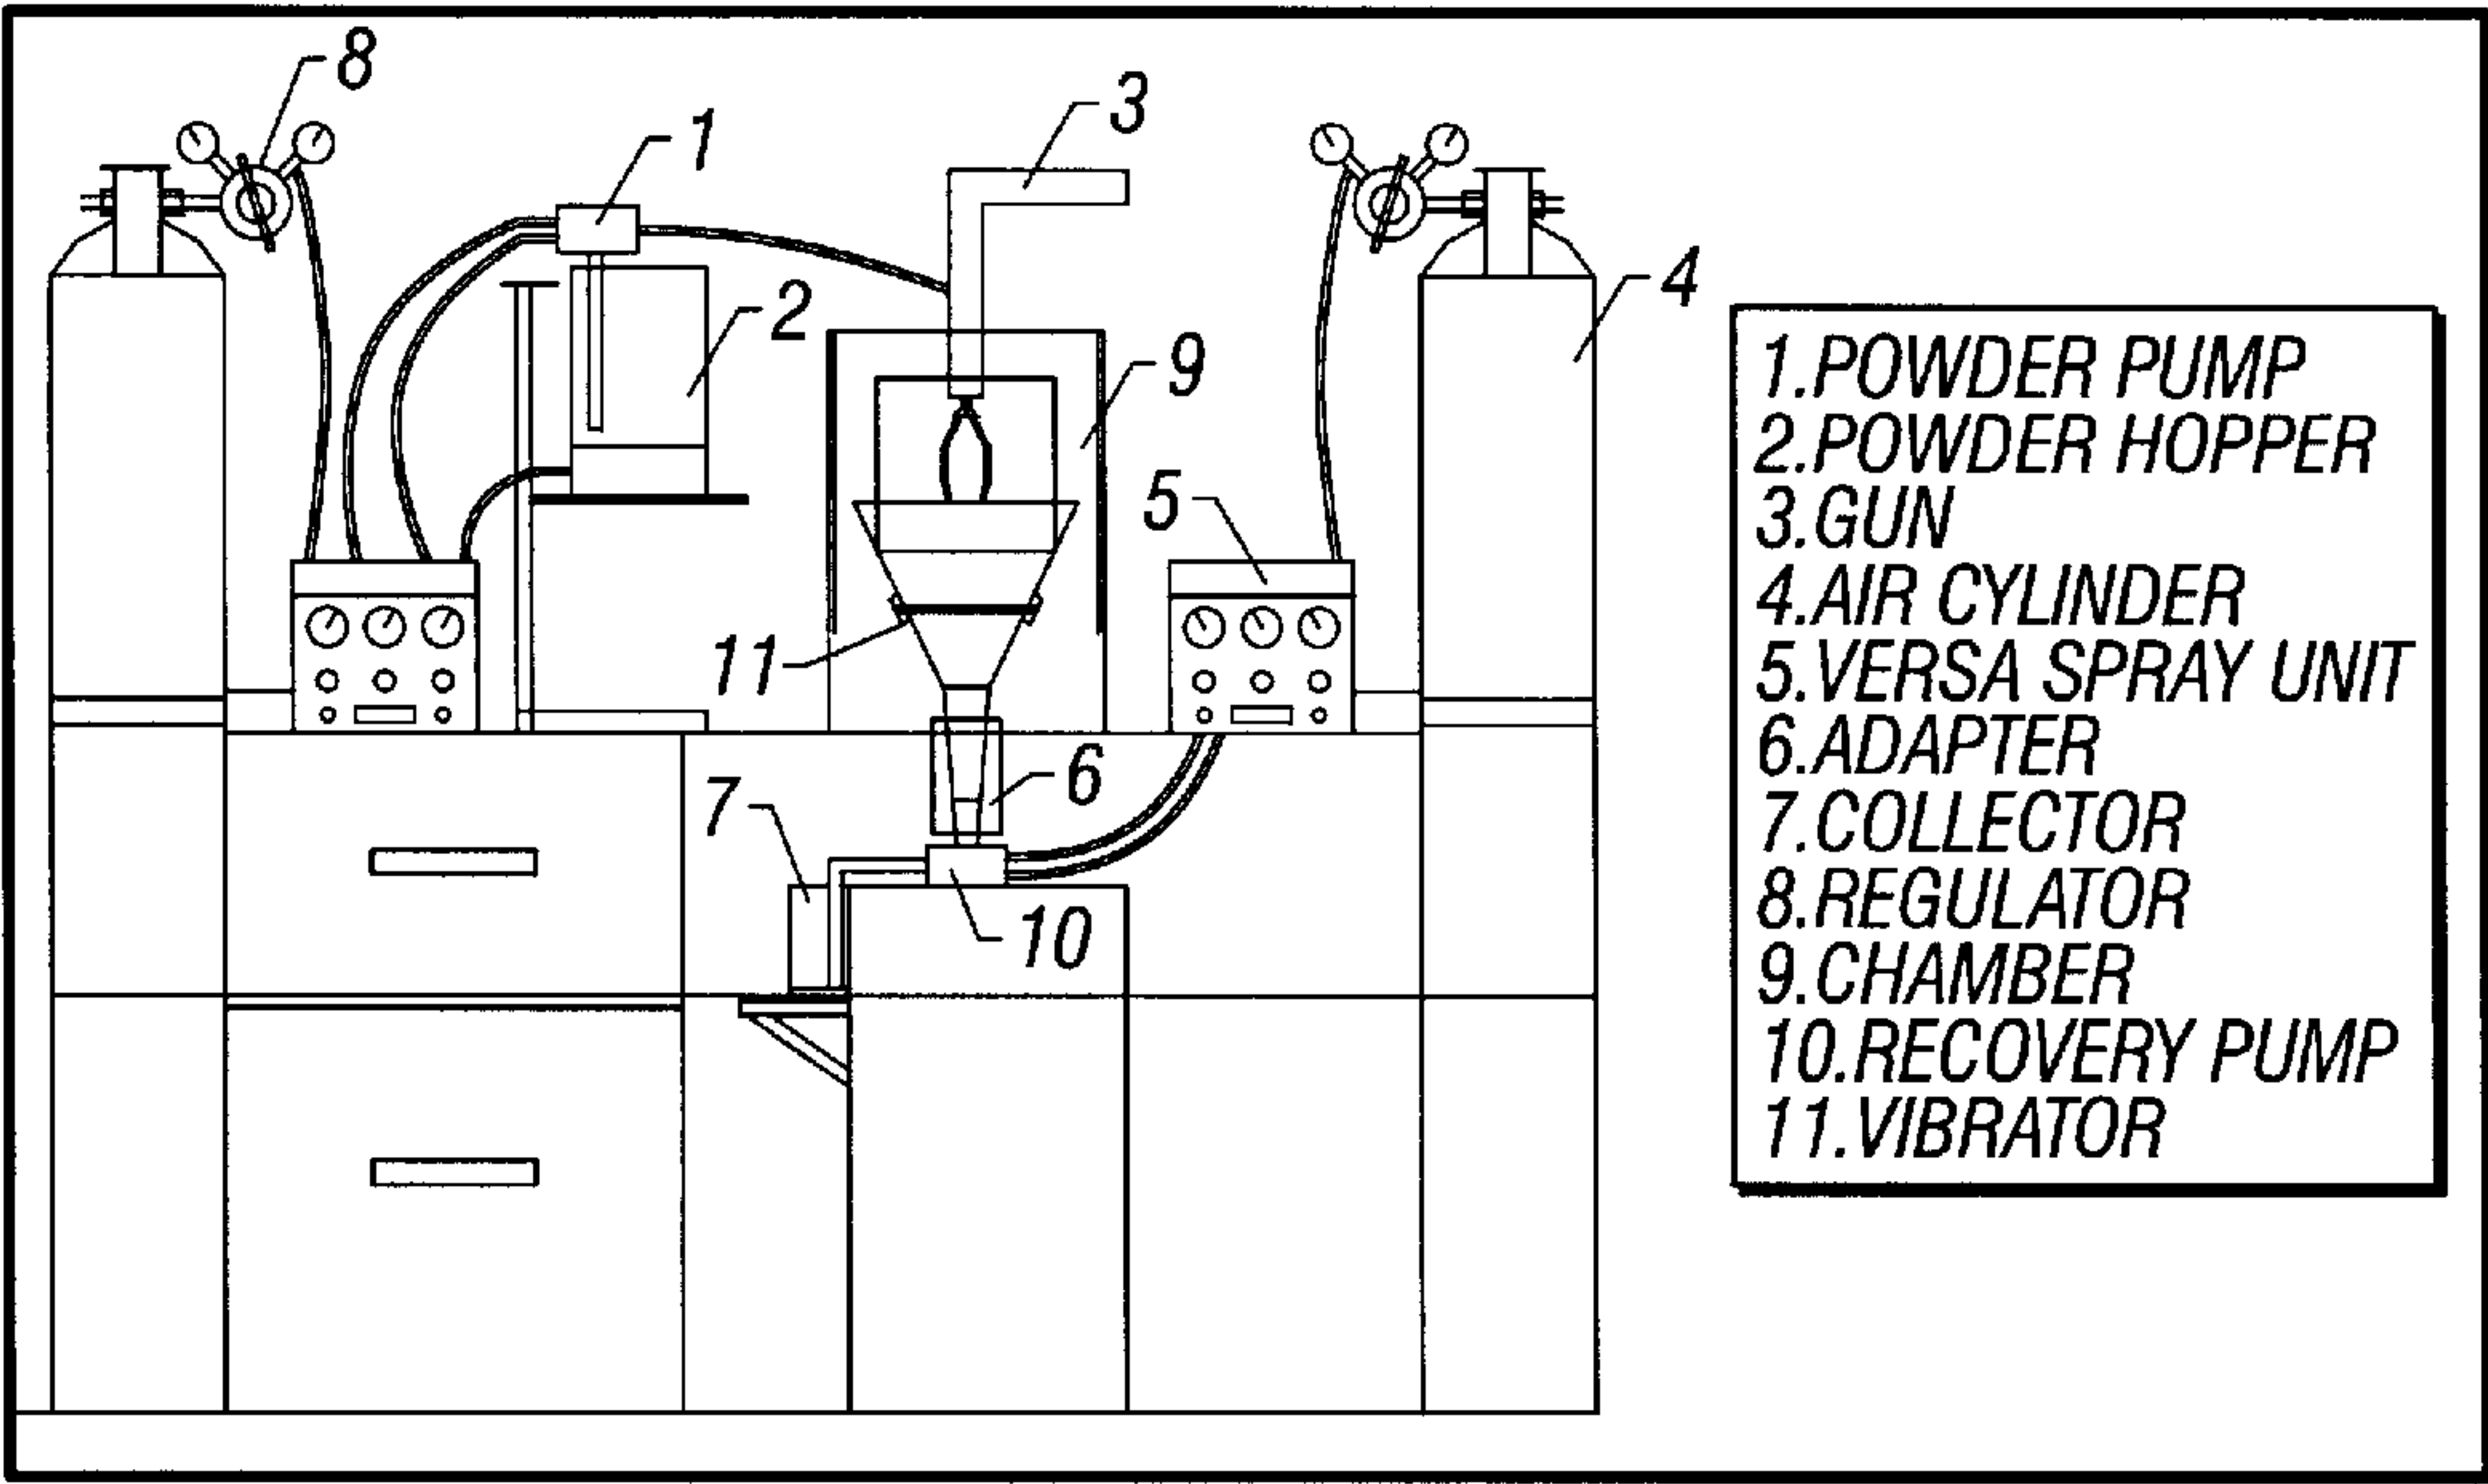 8
1
3
2
4
9
5
11
6
7
10
1.POWDER PUMP
2.POWDER HOPPER
3.GUN
4.AIR CYLINDER
5.VERSA SPRAY UNIT
6.ADAPTER
7.COLLECTOR
8.REGULATOR
9.CHAMBER
10.RECOVERY PUMP
11.VIBRATOR